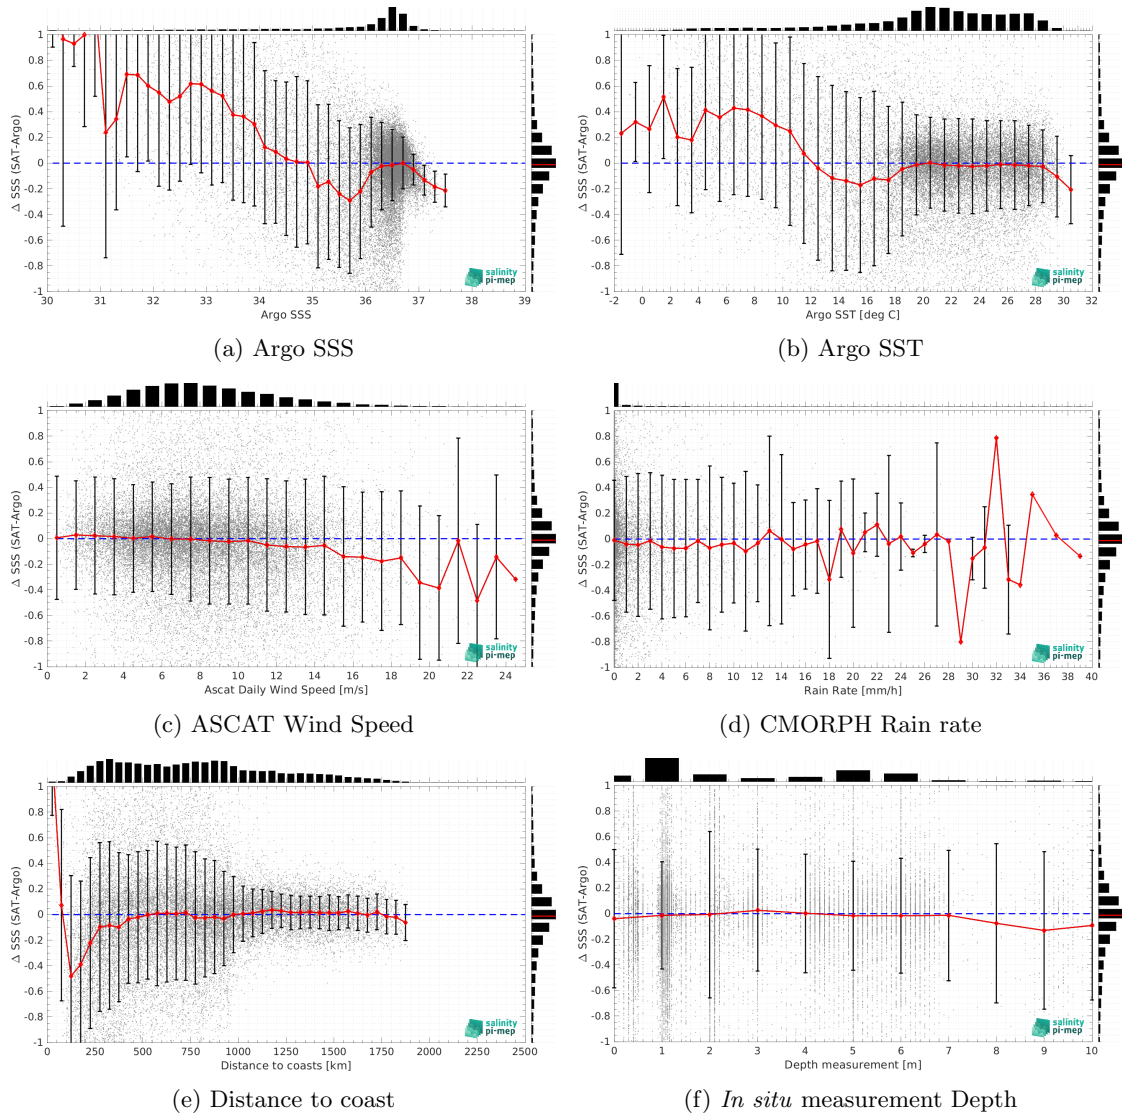 1
0.8
0.6
0.4
0.2
0
-0.2
-0.4
-0.6
-0.8
-1
Δ SSS (SAT-Argo)
30 31 32 33 34 35 36 37 38 39
Argo SSS
salinity
pi-mep
(a) Argo SSS
1
0.8
0.6
0.4
0.2
0
-0.2
-0.4
-0.6
-0.8
-1
Δ SSS (SAT-Argo)
-2 0 2 4 6 8 10 12 14 16 18 20 22 24 26 28 30 32
Argo SST [deg C]
salinity
pi-mep
(b) Argo SST
1
0.8
0.6
0.4
0.2
0
-0.2
-0.4
-0.6
-0.8
-1
Δ SSS (SAT-Argo)
0 2 4 6 8 10 12 14 16 18 20 22 24
Ascat Daily Wind Speed [m/s]
salinity
pi-mep
(c) ASCAT Wind Speed
1
0.8
0.6
0.4
0.2
0
-0.2
-0.4
-0.6
-0.8
-1
Δ SSS (SAT-Argo)
0 2 4 6 8 10 12 14 16 18 20 22 24 26 28 30 32 34 36 38 40
Rain Rate [mm/h]
salinity
pi-mep
(d) CMORPH Rain rate
1
0.8
0.6
0.4
0.2
0
-0.2
-0.4
-0.6
-0.8
-1
Δ SSS (SAT-Argo)
0 250 500 750 1000 1250 1500 1750 2000 2250 2500
Distance to coasts [km]
salinity
pi-mep
(e) Distance to coast
1
0.8
0.6
0.4
0.2
0
-0.2
-0.4
-0.6
-0.8
-1
Δ SSS (SAT-Argo)
0 1 2 3 4 5 6 7 8 9 10
Depth measurement [m]
salinity
pi-mep
(f) In situ measurement Depth